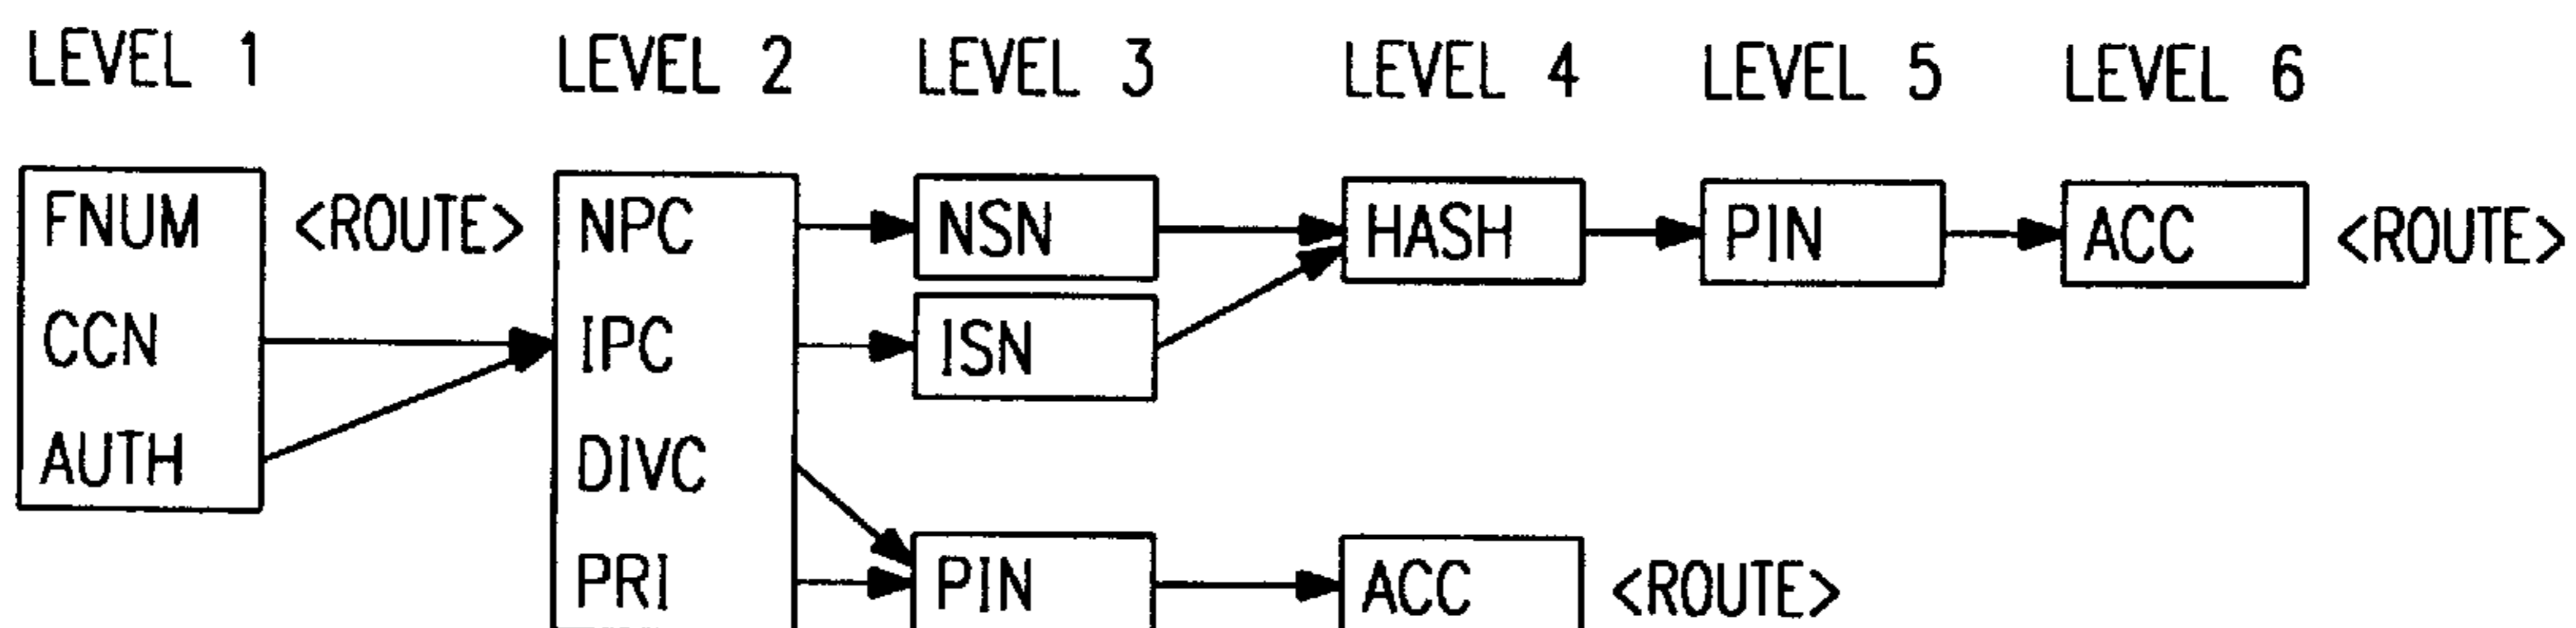 LEVEL 1 LEVEL 2 LEVEL 3 LEVEL 4 LEVEL 5 LEVEL 6
FNUM <ROUTE> NPC NSN HASH PIN ACC <ROUTE>
CCN IPC ISN
AUTH DIVC
PRI PIN ACC <ROUTE>